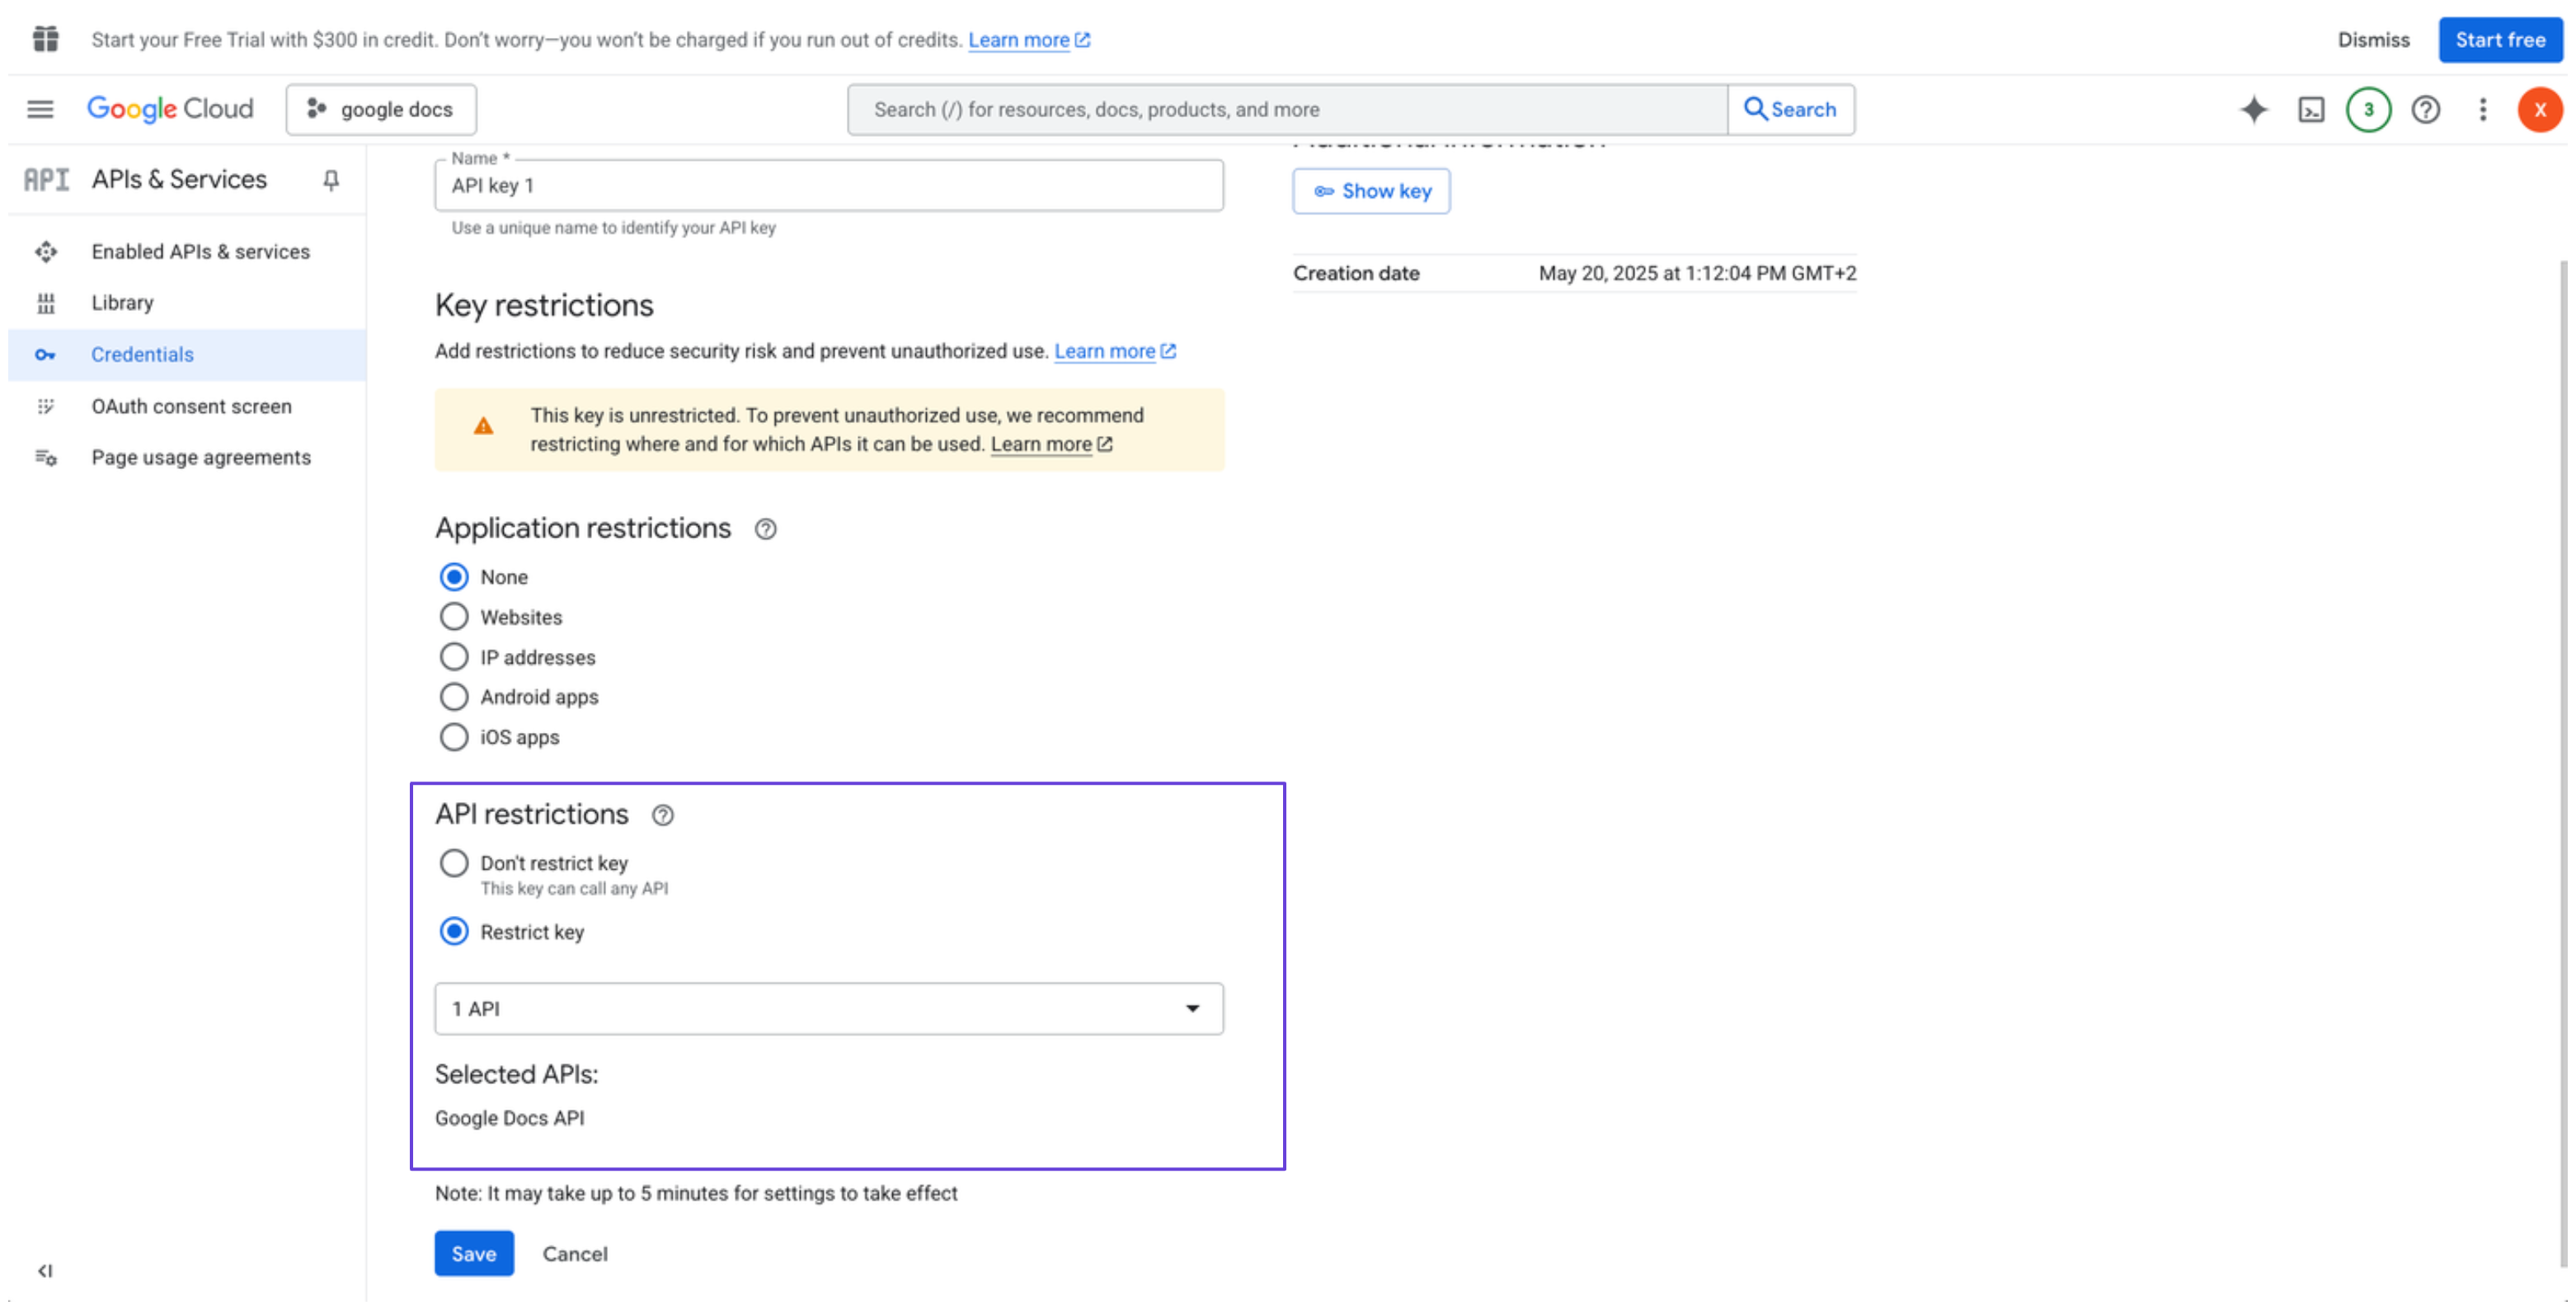 Start your Free Trial with $300 in credit. Don't worry—you won't be charged if you run out of credits. Learn more
Dismiss
Start free
Google Cloud
google docs
Search (/) for resources, docs, products, and more
Search
3
X
API
APIs & Services
Enabled APIs & services
Library
Credentials
OAuth consent screen
Page usage agreements
Name *
API key 1
Use a unique name to identify your API key
Key restrictions
Add restrictions to reduce security risk and prevent unauthorized use. Learn more
This key is unrestricted. To prevent unauthorized use, we recommend
restricting where and for which APIs it can be used. Learn more
Application restrictions
None
Websites
IP addresses
Android apps
iOS apps
API restrictions
Don't restrict key
This key can call any API
Restrict key
1 API
Selected APIs:
Google Docs API
Note: It may take up to 5 minutes for settings to take effect
Save
Cancel
Show key
Creation date
May 20, 2025 at 1:12:04 PM GMT+2